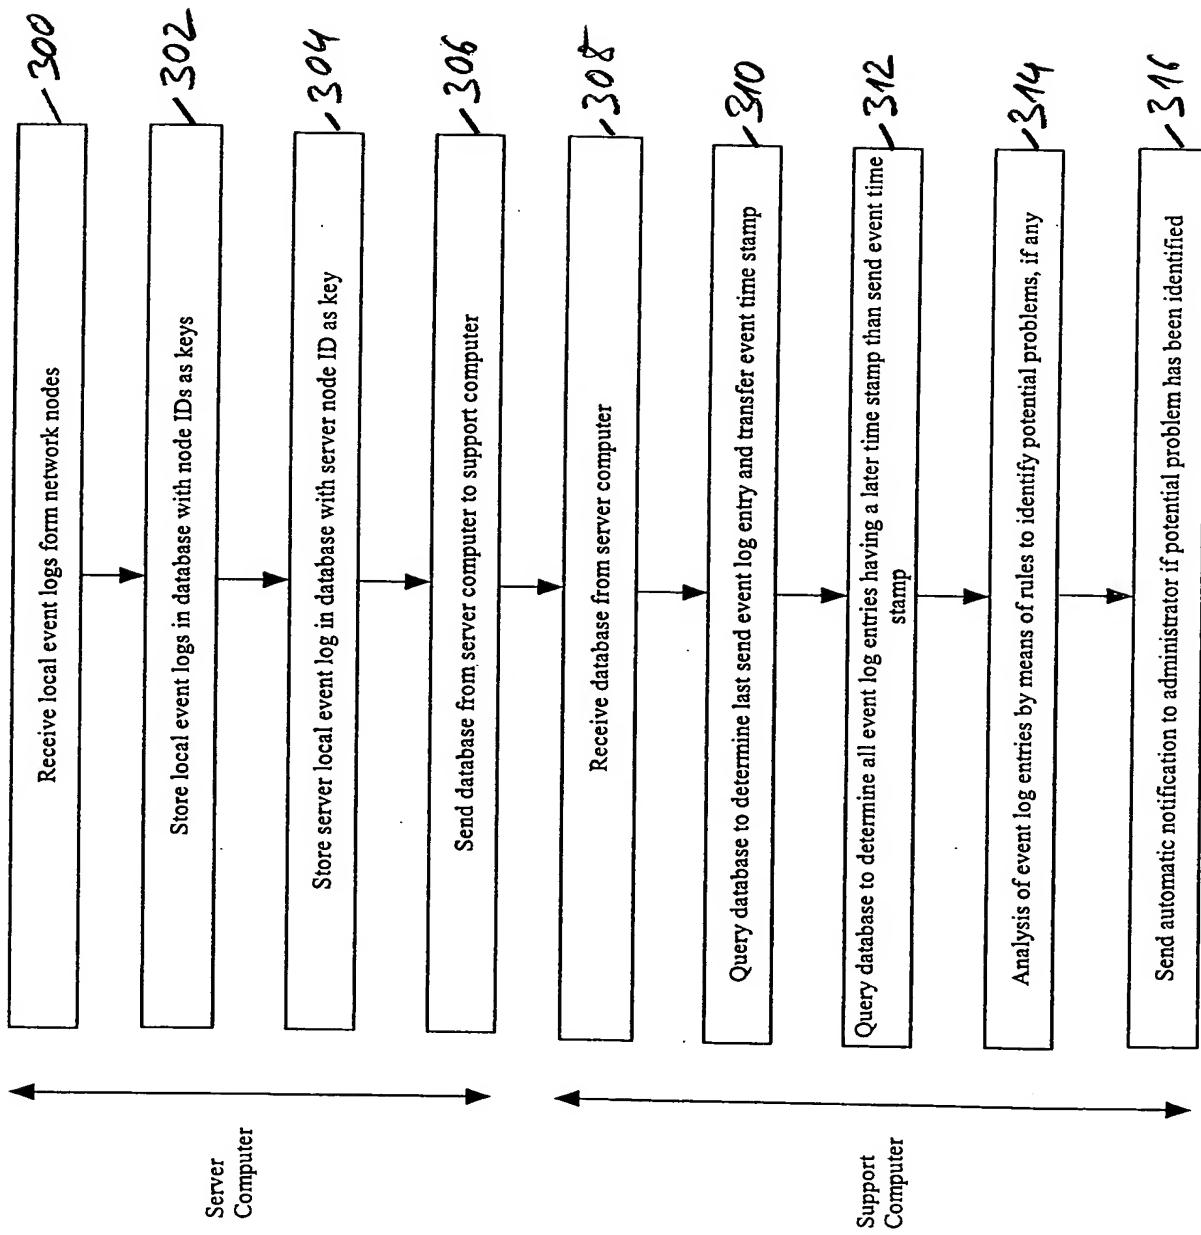 300
Receive local event logs form network nodes
302
Store local event logs in database with node IDs as keys
304
Store server local event log in database with server node ID as key
306
Send database from server computer to support computer
308
Receive database from server computer
310
Query database to determine last send event log entry and transfer event time stamp
312
Query database to determine all event log entries having a later time stamp than send event time
stamp
314
Analysis of event log entries by means of rules to identify potential problems, if any
316
Send automatic notification to administrator if potential problem has been identified
Server
Computer
Support
Computer